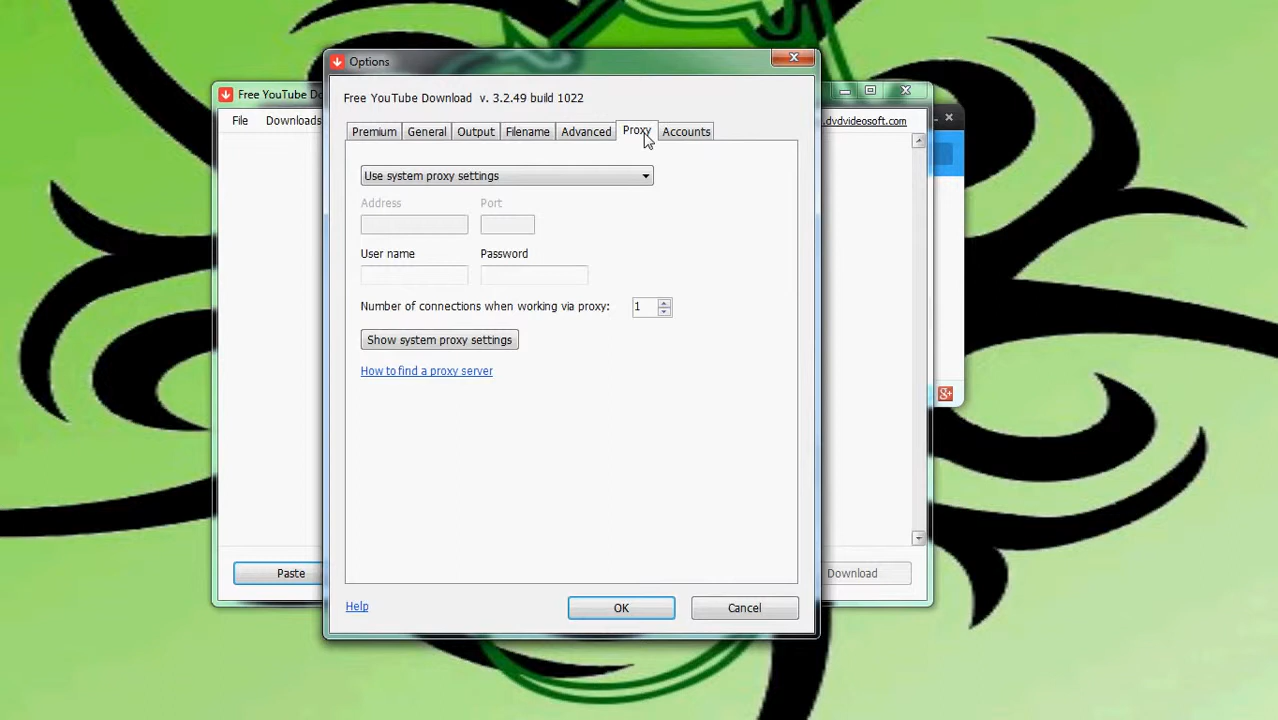 Options
Free YouTube Do
Free YouTube Download v. 3.2.49 build 1022
File Downloads
.dvdvideosoft.com
Premium General Output Filename Advanced Proxy Accounts
Use system proxy settings
Address Port
User name Password
Number of connections when working via proxy: 1
Show system proxy settings
How to find a proxy server
g+
Paste
Download
Help
OK Cancel